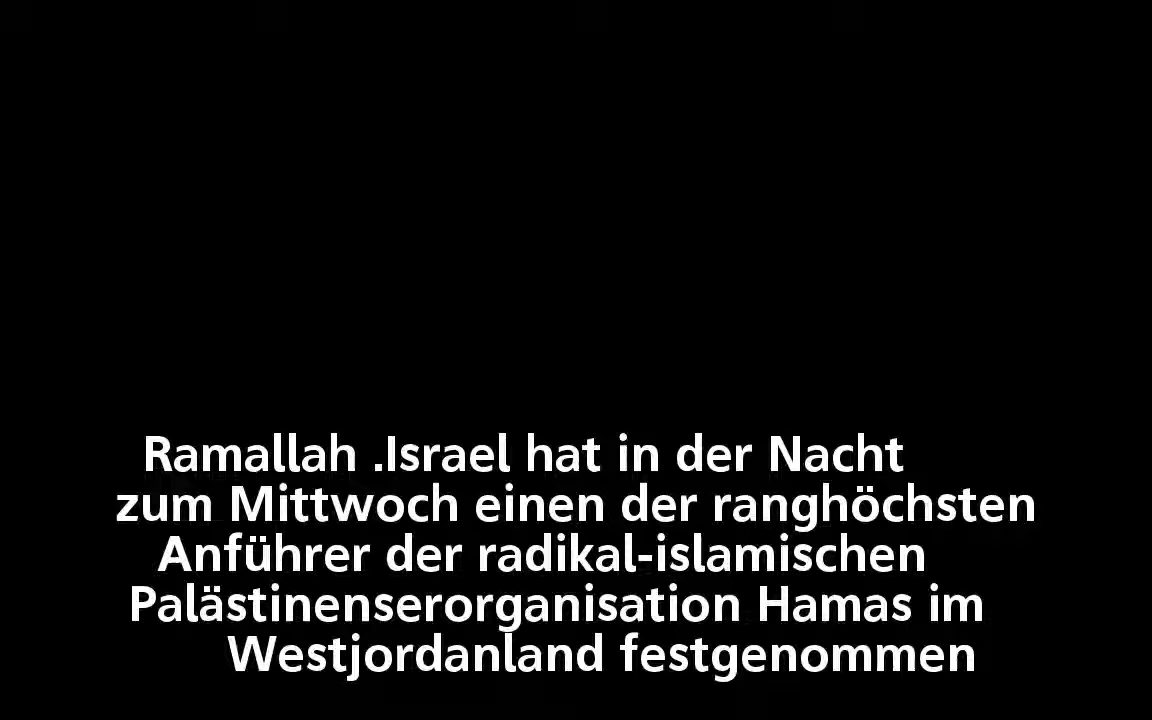 Ramallah .Israel hat in der Nacht
zum Mittwoch einen der ranghöchsten
Anführer der radikal-islamischen
Palästinenserorganisation Hamas im
Westjordanland festgenommen